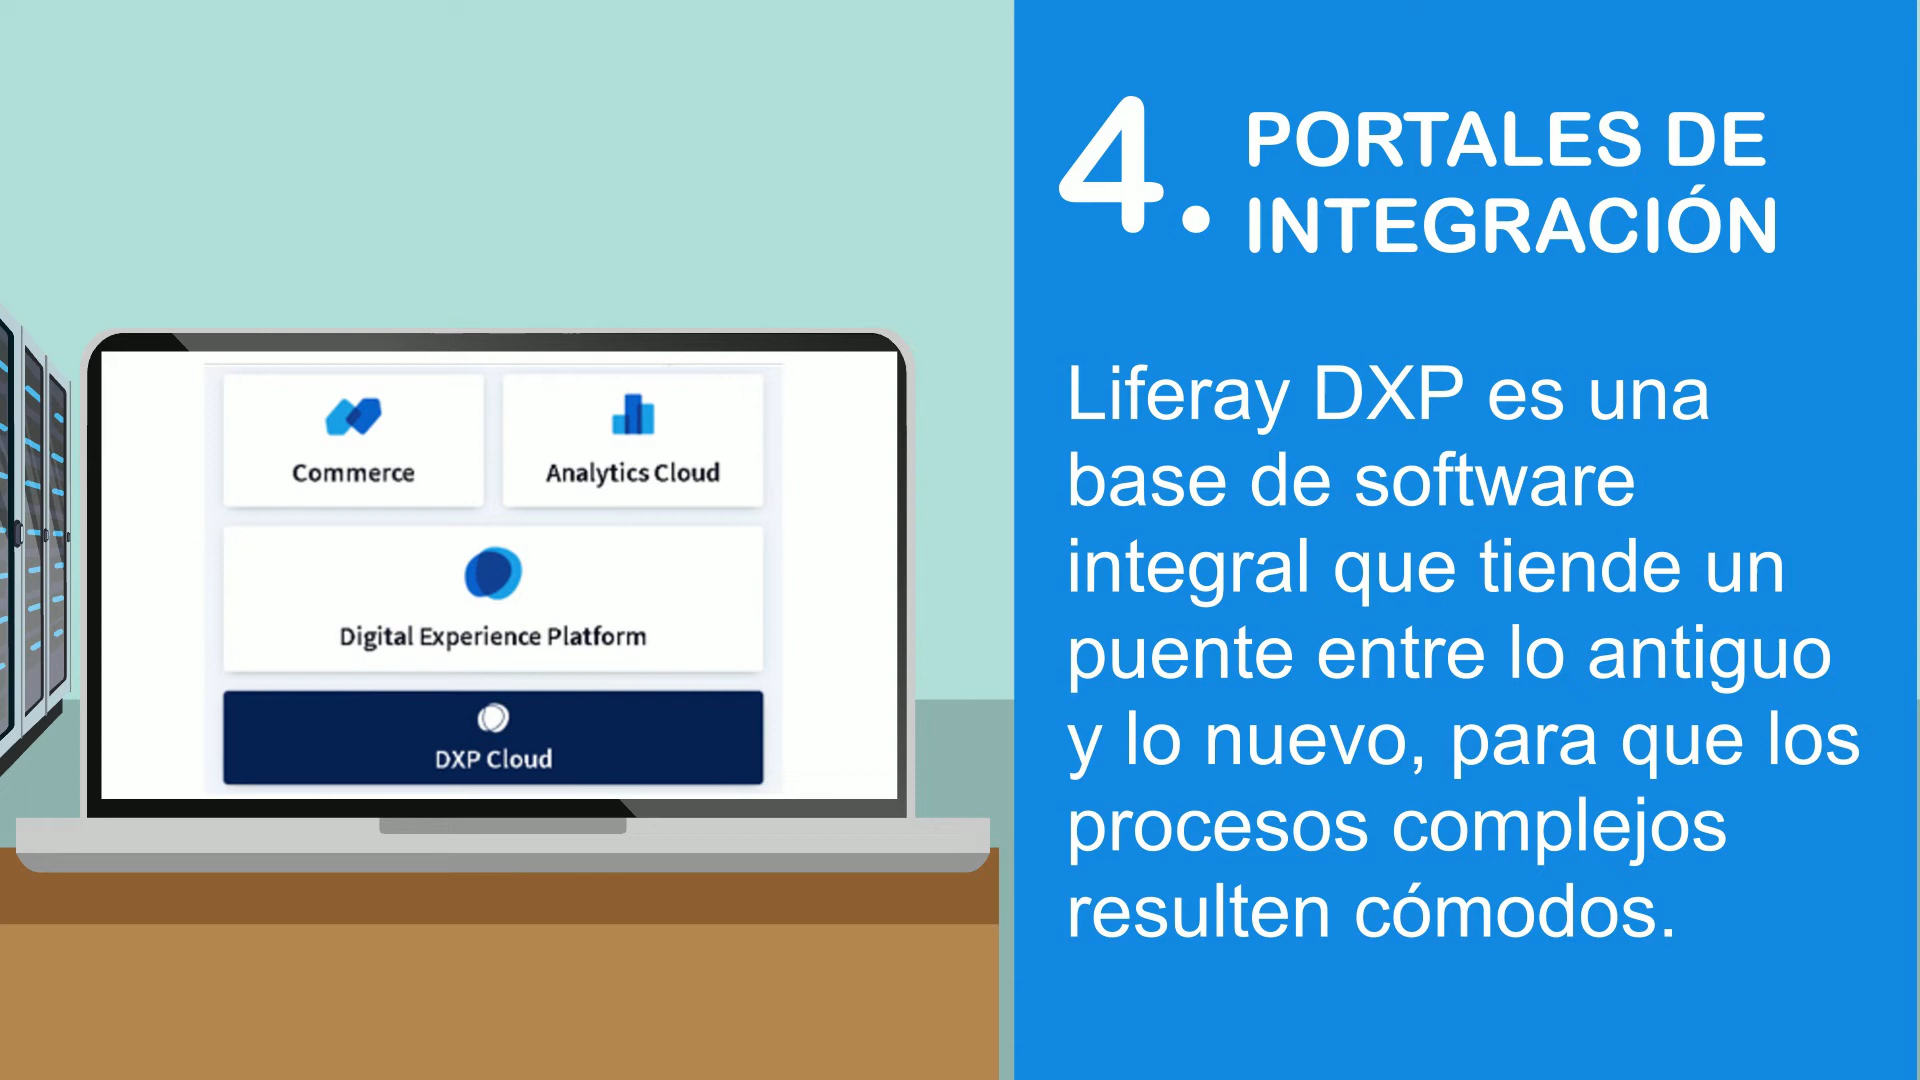 4. PORTALES DE
INTEGRACIÓN
Liferay DXP es una
base de software
integral que tiende un
puente entre lo antiguo
y lo nuevo, para que los
procesos complejos
resulten cómodos.
Commerce
Analytics Cloud
Digital Experience Platform
DXP Cloud